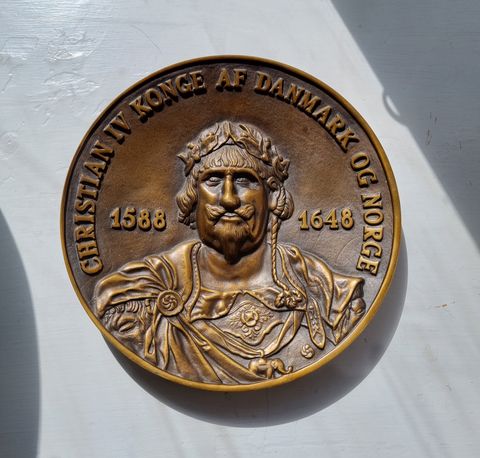 CHRISTIAN IV KONGE AF DANMARK OG NORGE
1588 1648